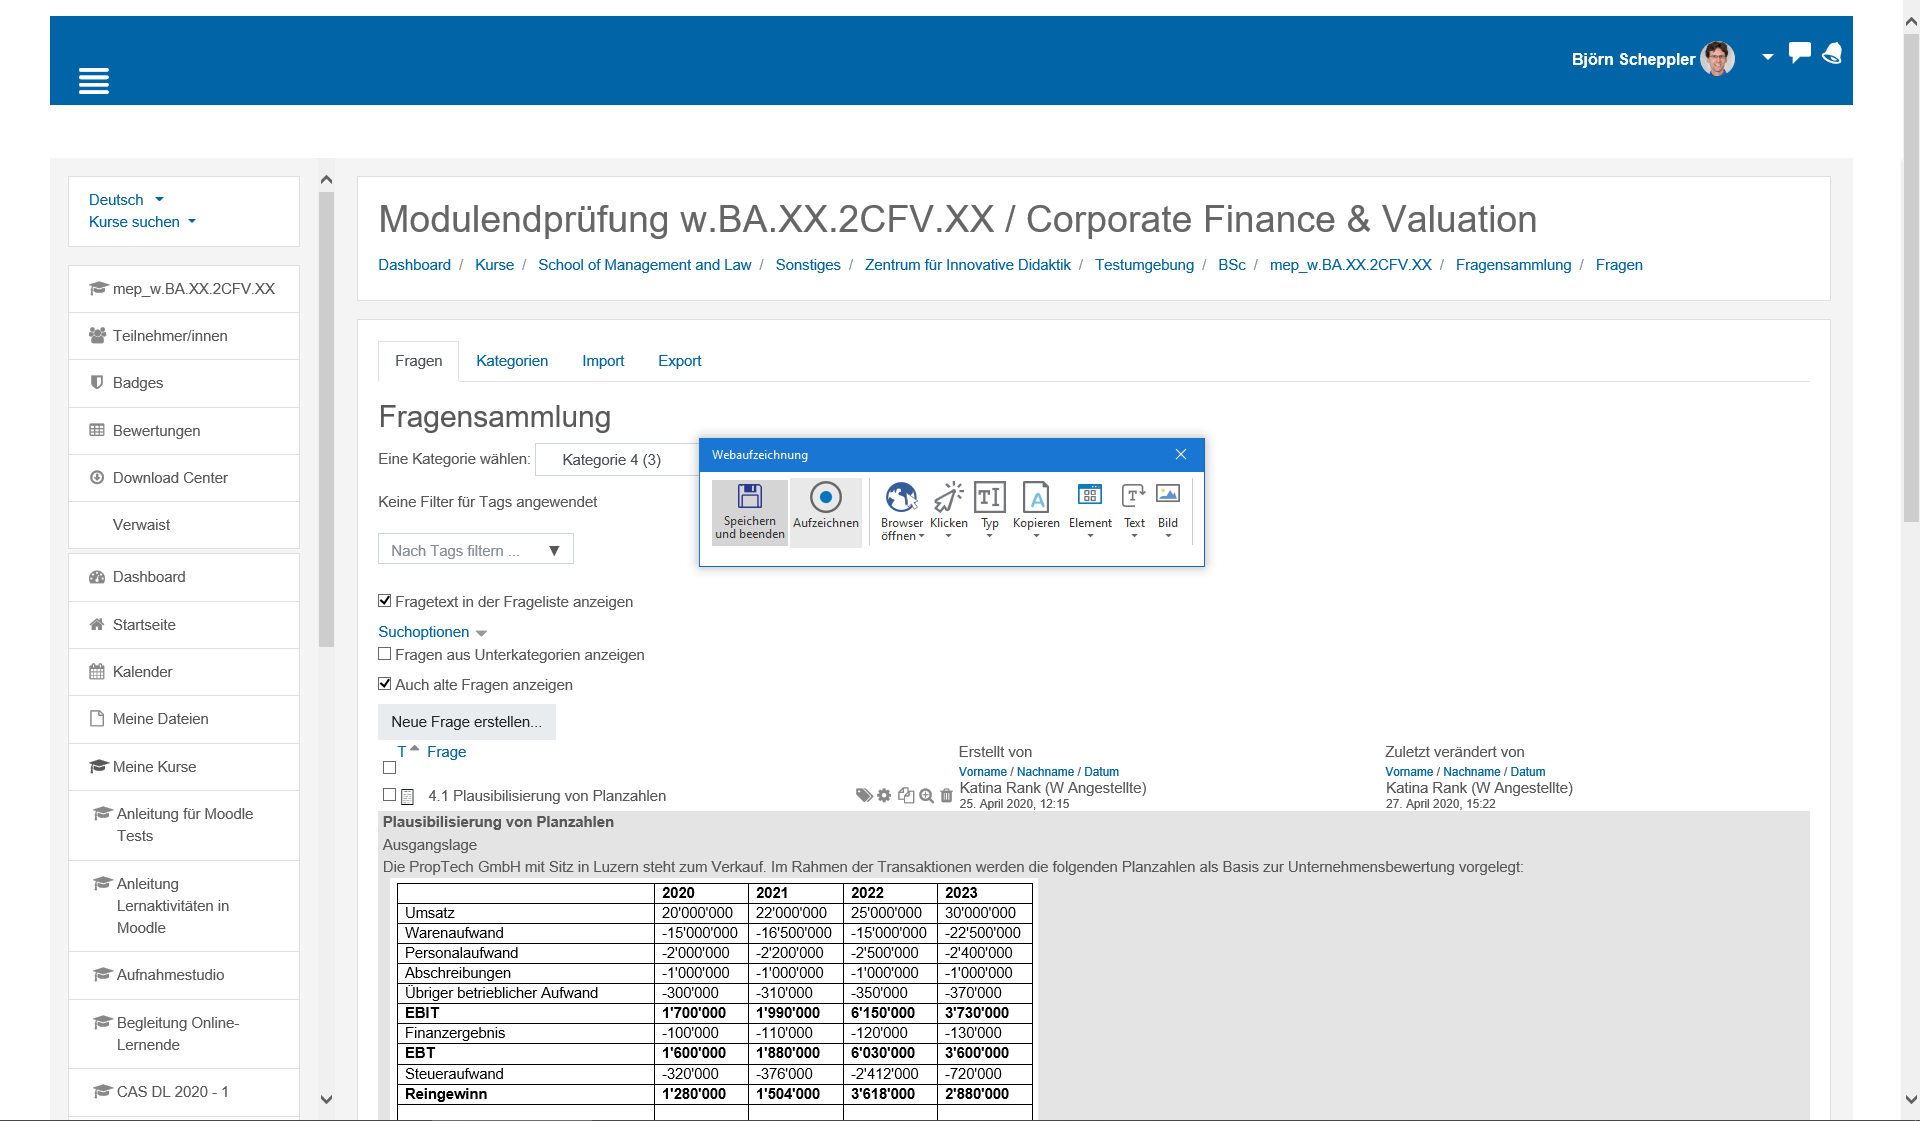 Björn Scheppler
Deutsch
Kurse suchen
mep_w.BA.XX.2CFV.XX
Teilnehmer/innen
Badges
Bewertungen
Download Center
Verwaist
Dashboard
Startseite
Kalender
Meine Dateien
Meine Kurse
Anleitung für Moodle
Tests
Anleitung
Lernaktivitäten in
Moodle
Aufnahmestudio
Begleitung Online-
Lernende
CAS DL 2020 - 1
Modulendprüfung w.BA.XX.2CFV.XX / Corporate Finance & Valuation
Dashboard / Kurse / School of Management and Law / Sonstiges / Zentrum für Innovative Didaktik / Testumgebung / BSc / mep_w.BA.XX.2CFV.XX / Fragensammlung / Fragen
Fragen Kategorien Import Export
Fragensammlung
Eine Kategorie wählen: Kategorie 4 (3)
Keine Filter für Tags angewendet
Nach Tags filtern ... ▼
Webaufzeichnung
Speichern
und beenden
Aufzeichnen
Browser
öffnen
Klicken
Typ
Kopieren
Element
Text
Bild
Fragetext in der Frageliste anzeigen
Suchoptionen
Fragen aus Unterkategorien anzeigen
Auch alte Fragen anzeigen
Neue Frage erstellen...
T Frage Erstellt von Zuletzt verändert von
Vorname / Nachname / Datum Vorname / Nachname / Datum
4.1 Plausibilisierung von Planzahlen Katina Rank (W Angestellte) Katina Rank (W Angestellte)
25. April 2020, 12:15 27. April 2020, 15:22
Plausibilisierung von Planzahlen
Ausgangslage
Die PropTech GmbH mit Sitz in Luzern steht zum Verkauf. Im Rahmen der Transaktionen werden die folgenden Planzahlen als Basis zur Unternehmensbewertung vorgelegt:
2020 2021 2022 2023
Umsatz 20'000'000 22'000'000 25'000'000 30'000'000
Warenaufwand -15'000'000 -16'500'000 -15'000'000 -22'500'000
Personalaufwand -2'000'000 -2'200'000 -2'500'000 -2'400'000
Abschreibungen -1'000'000 -1'000'000 -1'000'000 -1'000'000
Übriger betrieblicher Aufwand -300'000 -310'000 -350'000 -370'000
EBIT 1'700'000 1'990'000 6'150'000 3'730'000
Finanzergebnis -100'000 -110'000 -120'000 -130'000
EBT 1'600'000 1'880'000 6'030'000 3'600'000
Steueraufwand -320'000 -376'000 -2'412'000 -720'000
Reingewinn 1'280'000 1'504'000 3'618'000 2'880'000